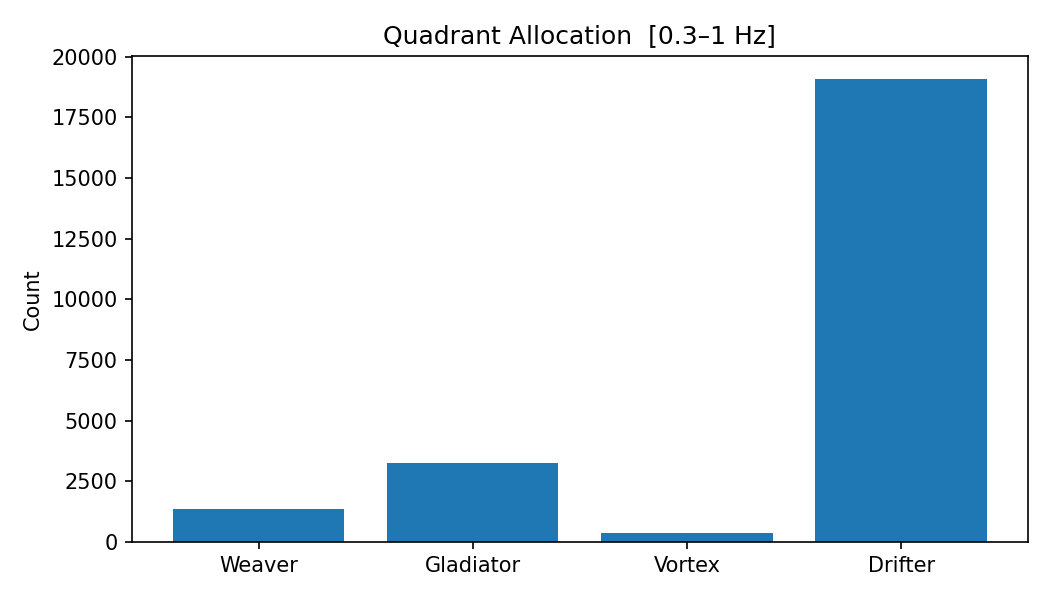 Quadrant Allocation  [0.3–1 Hz]
20000
17500
15000
12500
10000
7500
5000
2500
0
Count
Weaver
Gladiator
Vortex
Drifter